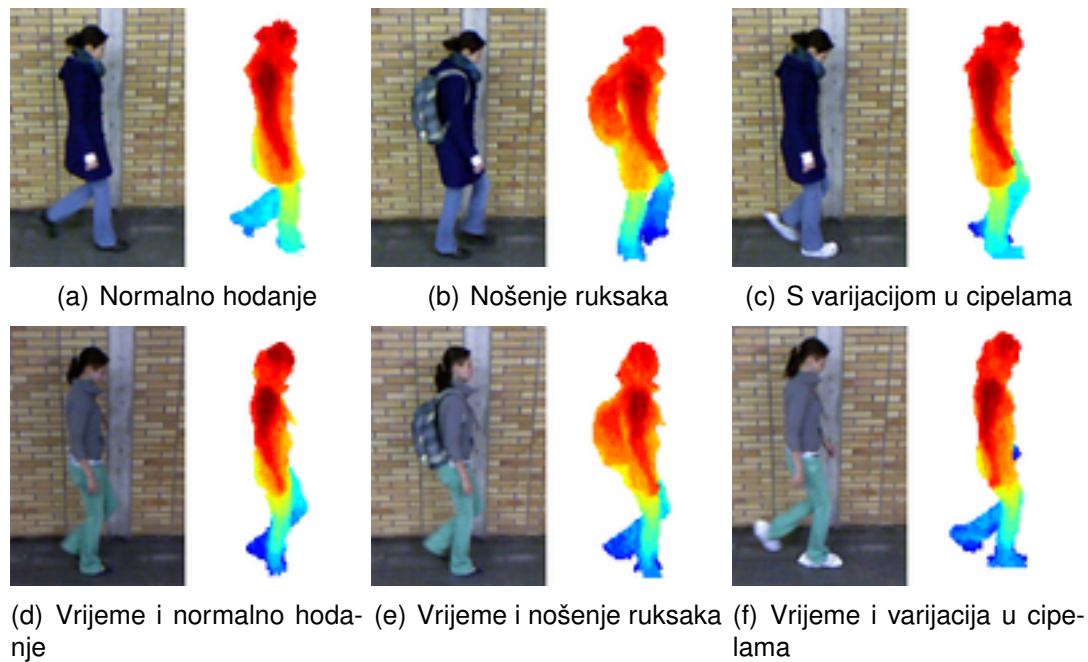 (a) Normalno hodanje
(b) Nošenje ruksaka
(c) S varijacijom u cipelama
(d) Vrijeme i normalno hoda-
nje
(e) Vrijeme i nošenje ruksaka
(f) Vrijeme i varijacija u cipe-
lama